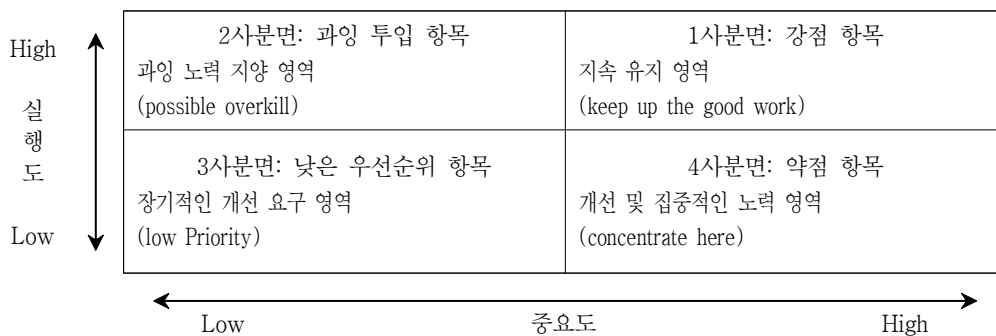 High
실
행
도
Low
2사분면: 과잉 투입 항목
과잉 노력 지양 영역
(possible overkill)
1사분면: 강점 항목
지속 유지 영역
(keep up the good work)
3사분면: 낮은 우선순위 항목
장기적인 개선 요구 영역
(low Priority)
4사분면: 약점 항목
개선 및 집중적인 노력 영역
(concentrate here)
Low 중요도 High